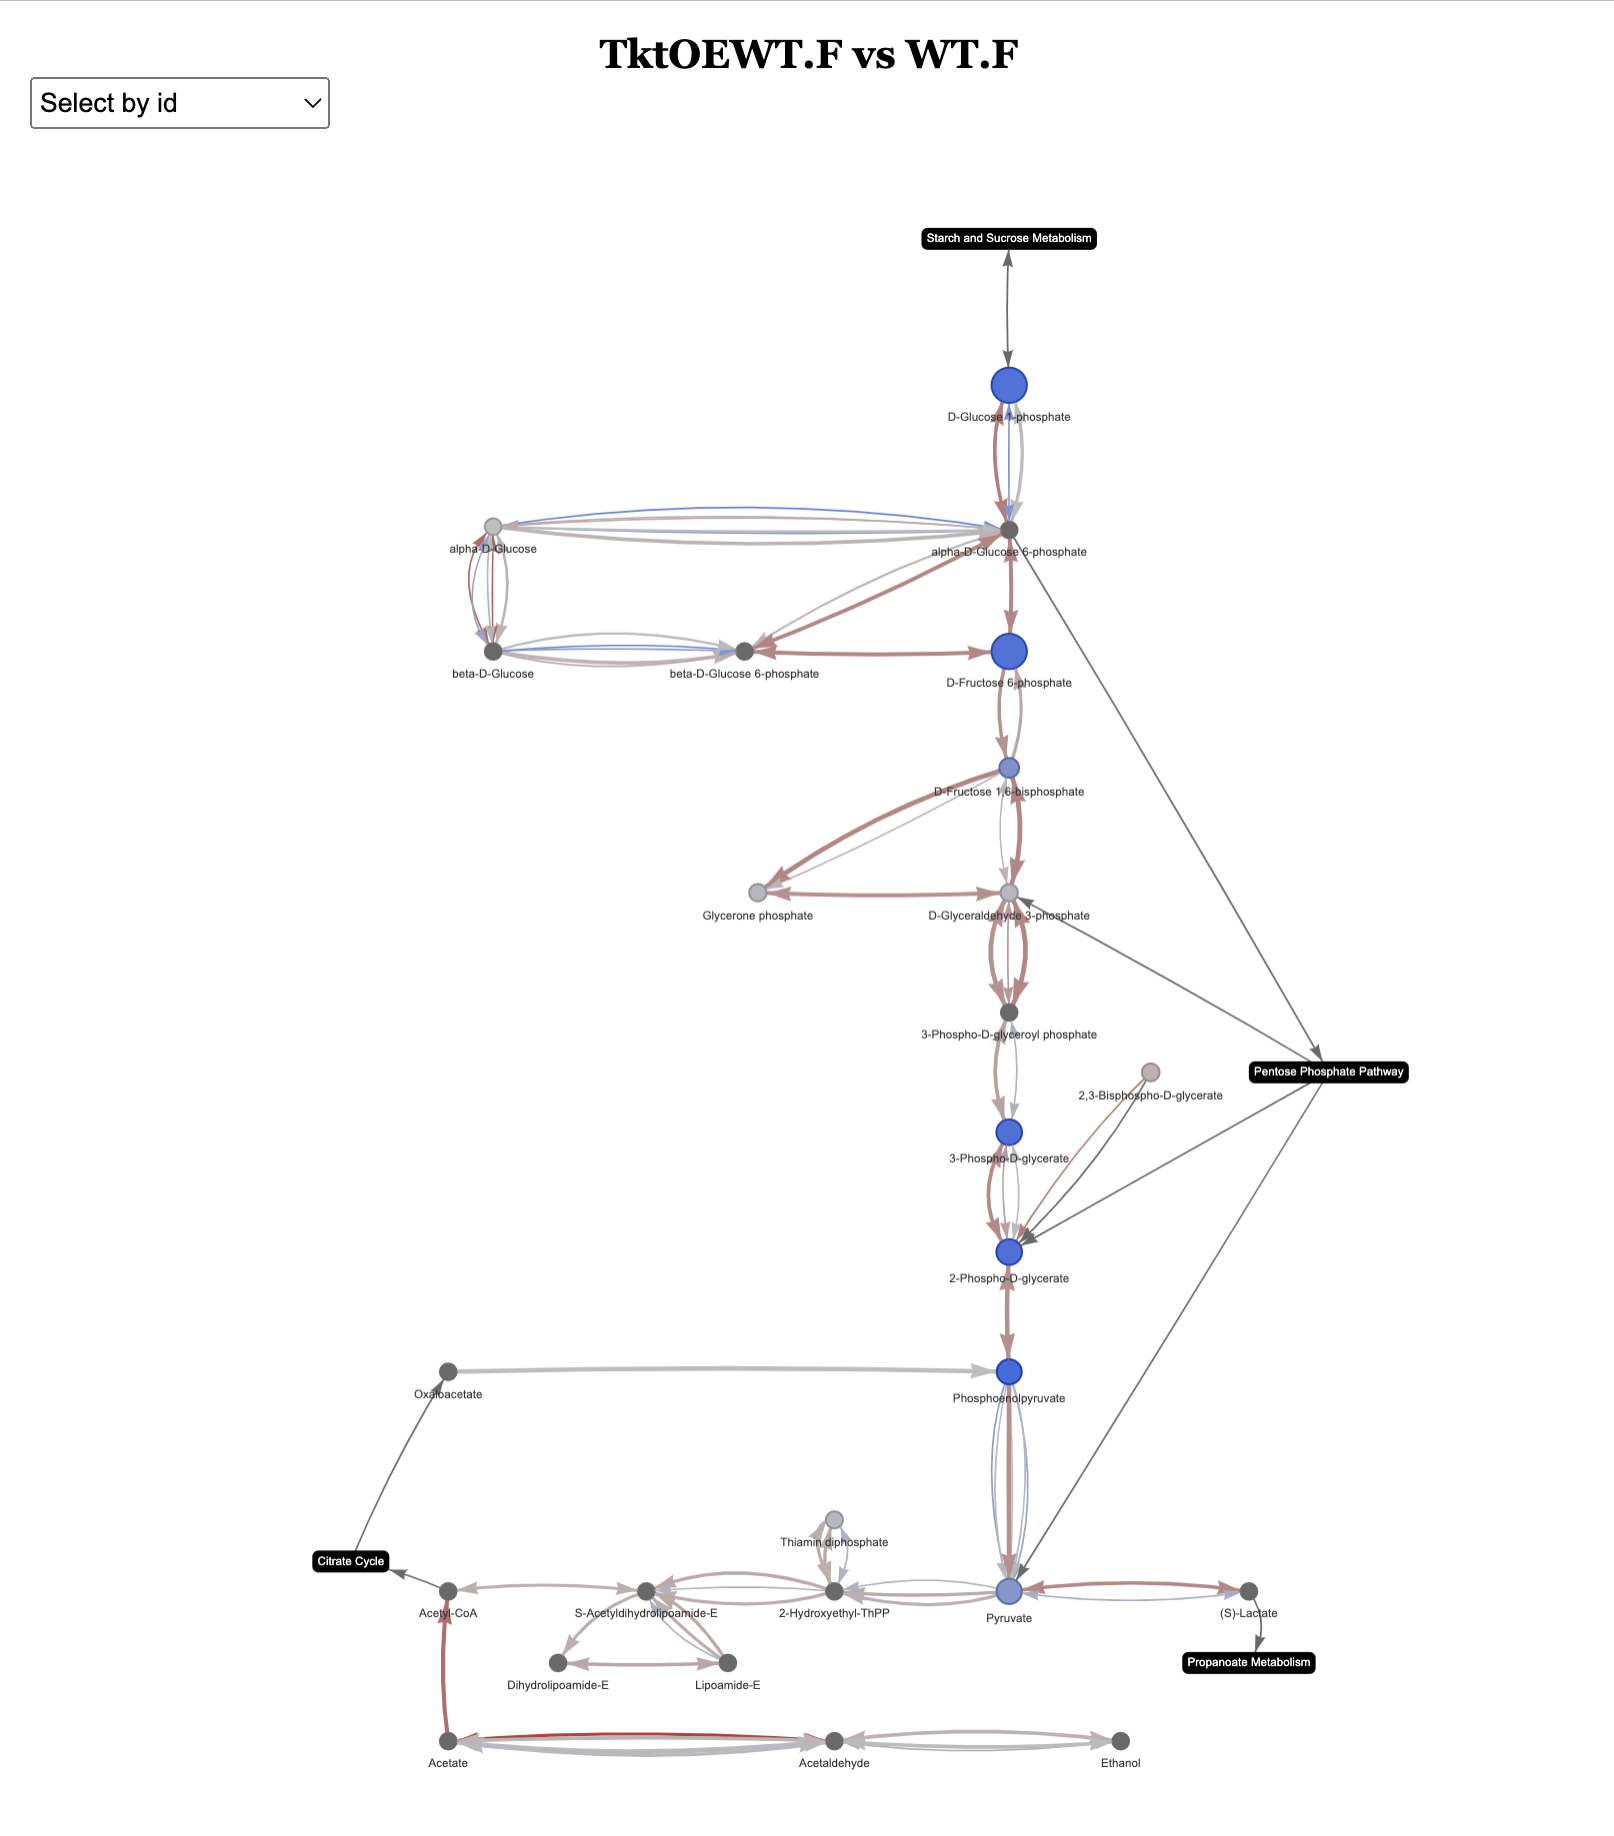 TktOEWT.F vs WT.F
Select by id
Starch and Sucrose Metabolism
D-Glucose 1-phosphate
alpha-D-Glucose
alpha-D-Glucose 6-phosphate
beta-D-Glucose
beta-D-Glucose 6-phosphate
D-Fructose 6-phosphate
D-Fructose 1,6-bisphosphate
Glycerone phosphate
D-Glyceraldehyde 3-phosphate
3-Phospho-D-glyceroyl phosphate
Pentose Phosphate Pathway
2,3-Bisphospho-D-glycerate
3-Phospho-D-glycerate
2-Phospho-D-glycerate
Oxaloacetate
Phosphoenolpyruvate
Thiamin diphosphate
Citrate Cycle
Acetyl-CoA
S-Acetyldihydrolipoamide-E
2-Hydroxyethyl-ThPP
Pyruvate
(S)-Lactate
Propanoate Metabolism
Dihydrolipoamide-E
Lipoamide-E
Acetate
Acetaldehyde
Ethanol